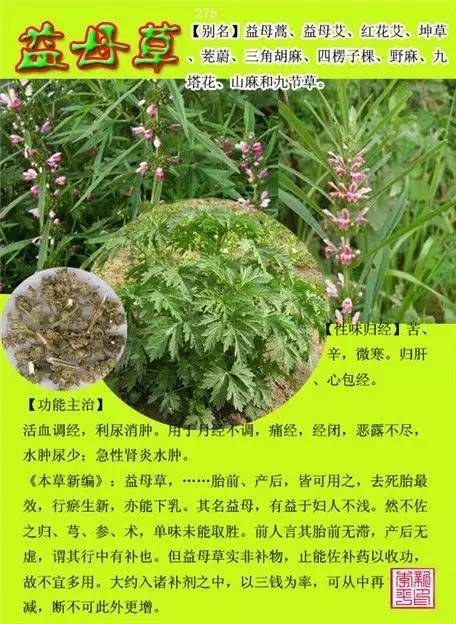 275
益母草
【别名】益母蒿、益母艾、红花艾、坤草
、茺蔚、三角胡麻、四楞子棵、野麻、九
塔花、山麻和九节草。
【性味归经】苦、
辛，微寒。归肝
、心包经。
【功能主治】
活血调经，利尿消肿。用于月经不调，痛经，经闭，恶露不尽，
水肿尿少；急性肾炎水肿。
《本草新编》：益母草，……胎前、产后，皆可用之，去死胎最
效，行瘀生新，亦能下乳。其名益母，有益于妇人不浅。然不佐
之归、芎、参、术，单味未能取胜。前人言其胎前无滞，产后无
虚，谓其行中有补也。但益母草实非补物，止能佐补药以收功，
故不宜多用。大约入诸补剂之中，以三钱为率，可从中再
减，断不可此外更增。